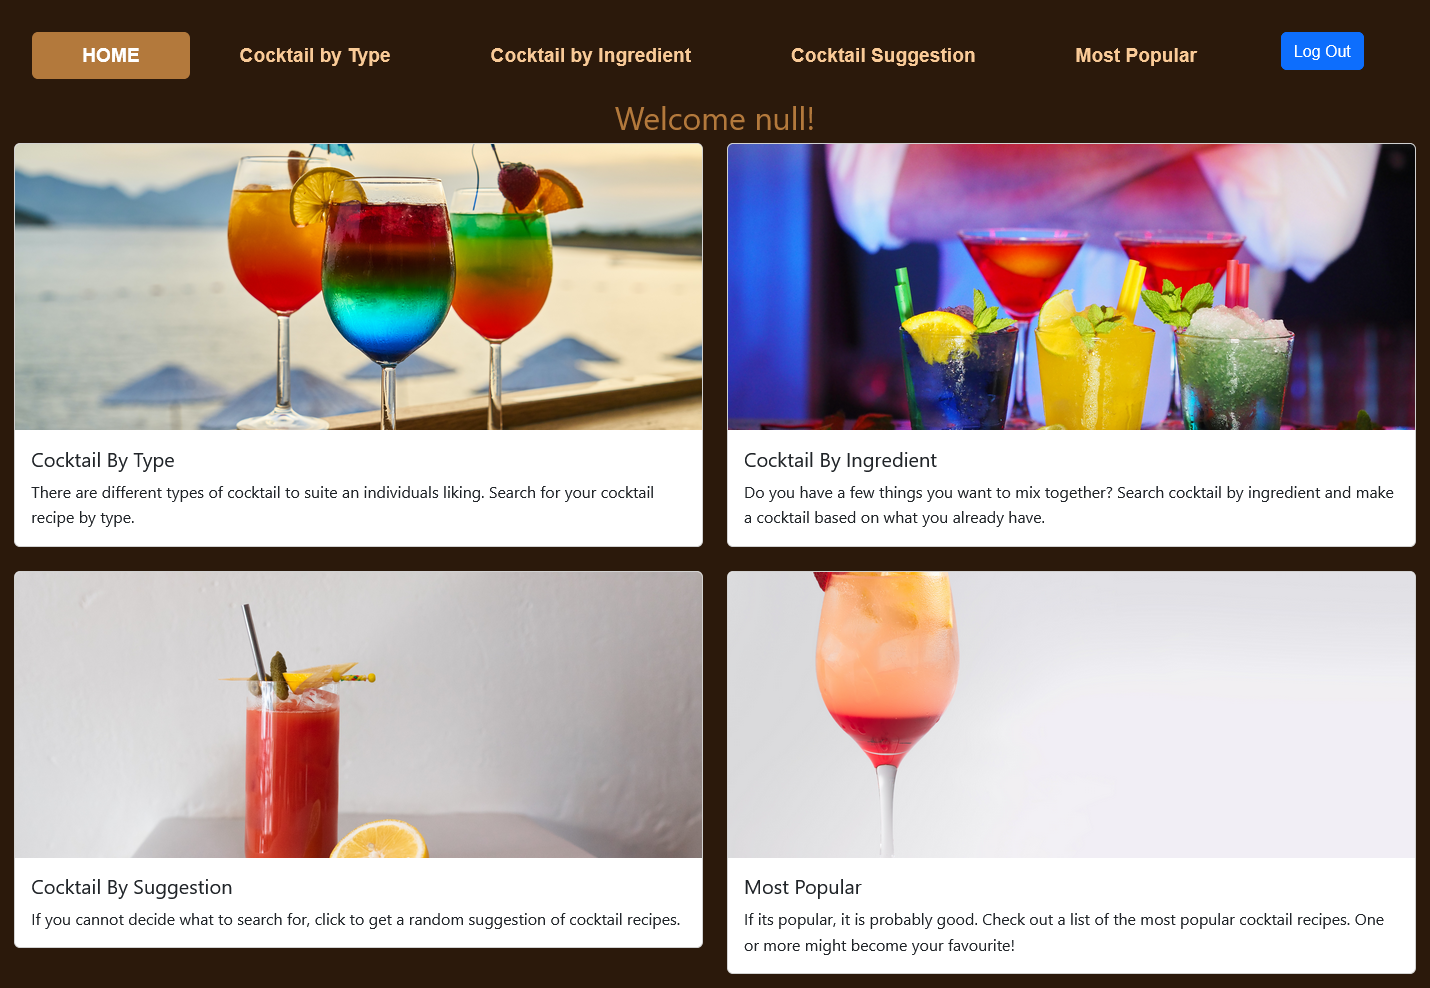 HOME Cocktail by Type Cocktail by Ingredient Cocktail Suggestion Most Popular Log Out
Welcome null!
Cocktail By Type
There are different types of cocktail to suite an individuals liking. Search for your cocktail
recipe by type.
Cocktail By Ingredient
Do you have a few things you want to mix together? Search cocktail by ingredient and make
a cocktail based on what you already have.
Cocktail By Suggestion
If you cannot decide what to search for, click to get a random suggestion of cocktail recipes.
Most Popular
If its popular, it is probably good. Check out a list of the most popular cocktail recipes. One
or more might become your favourite!